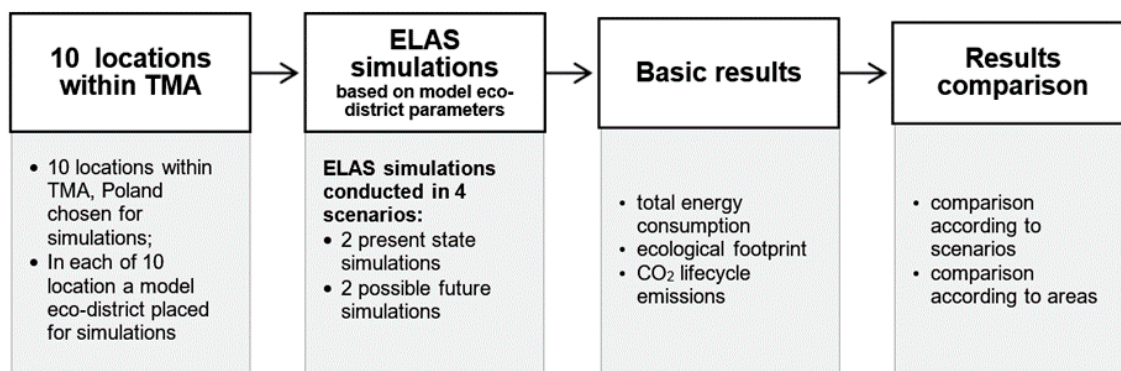 10 locations
within TMA
• 10 locations within
TMA, Poland
chosen for
simulations;
• In each of 10
location a model
eco-district placed
for simulations
ELAS
simulations
based on model eco-
district parameters
ELAS simulations
conducted in 4
scenarios:
• 2 present state
simulations
• 2 possible future
simulations
Basic results
• total energy
consumption
• ecological footprint
• CO₂ lifecycle
emissions
Results
comparison
• comparison
according to
scenarios
• comparison
according to areas